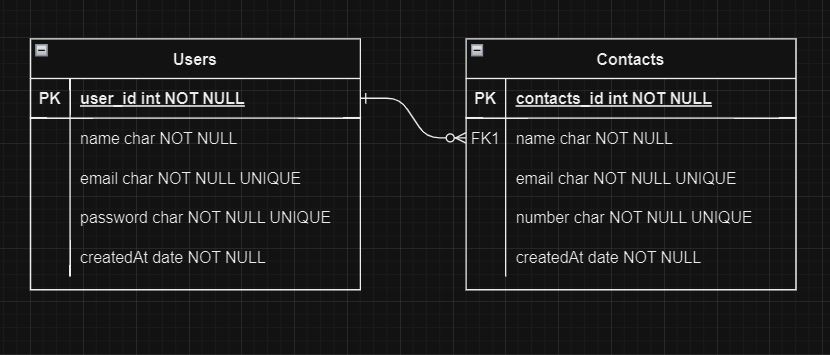 Users
PK user_id int NOT NULL
name char NOT NULL
email char NOT NULL UNIQUE
password char NOT NULL UNIQUE
createdAt date NOT NULL
Contacts
PK contacts_id int NOT NULL
FK1 name char NOT NULL
email char NOT NULL UNIQUE
number char NOT NULL UNIQUE
createdAt date NOT NULL